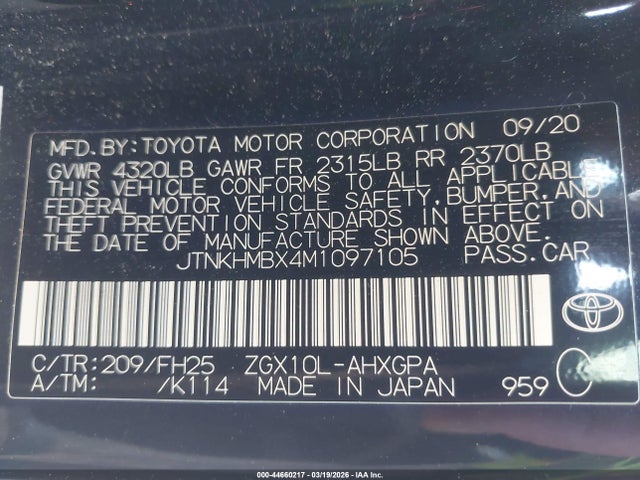 MFD.BY:TOYOTA MOTOR CORPORATION 09/20
GVWR 4320LB GAWR FR 2315LB RR 2370LB
THIS VEHICLE CONFORMS TO ALL APPLICABLE
FEDERAL MOTOR VEHICLE SAFETY,BUMPER,AND
THEFT PREVENTION STANDARDS IN EFFECT ON
THE DATE OF MANUFACTURE SHOWN ABOVE.
JTNKHMBX4M1097105 PASS.CAR
C/TR:209/FH25 ZGX10L-AHXGPA
A/TM: /K114 MADE IN JAPAN 959
000-44660217 - 03/19/2026 - IAA Inc.